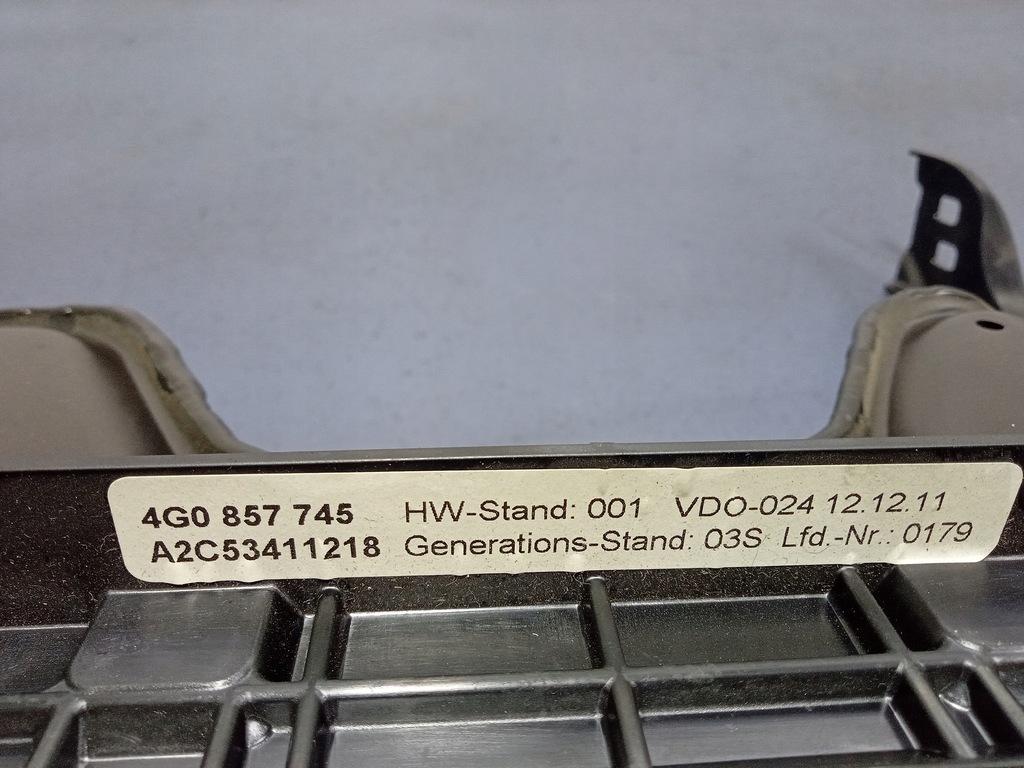 4G0 857 745 HW-Stand: 001 VDO-024 12.12.11
A2C53411218 Generations-Stand: 03S Lfd.-Nr.: 0179